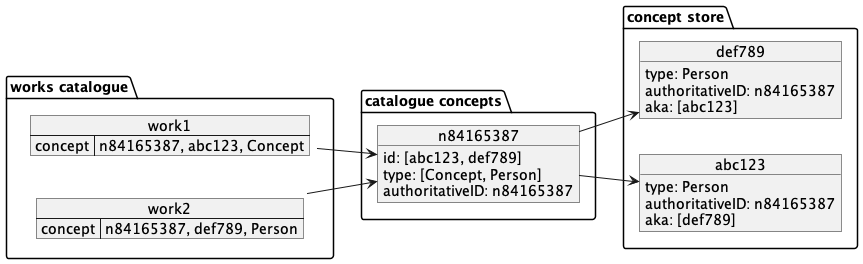 works catalogue
work1
concept n84165387, abc123, Concept
work2
concept n84165387, def789, Person
catalogue concepts
n84165387
id: [abc123, def789]
type: [Concept, Person]
authoritativeID: n84165387
concept store
def789
type: Person
authoritativeID: n84165387
aka: [abc123]
abc123
type: Person
authoritativeID: n84165387
aka: [def789]